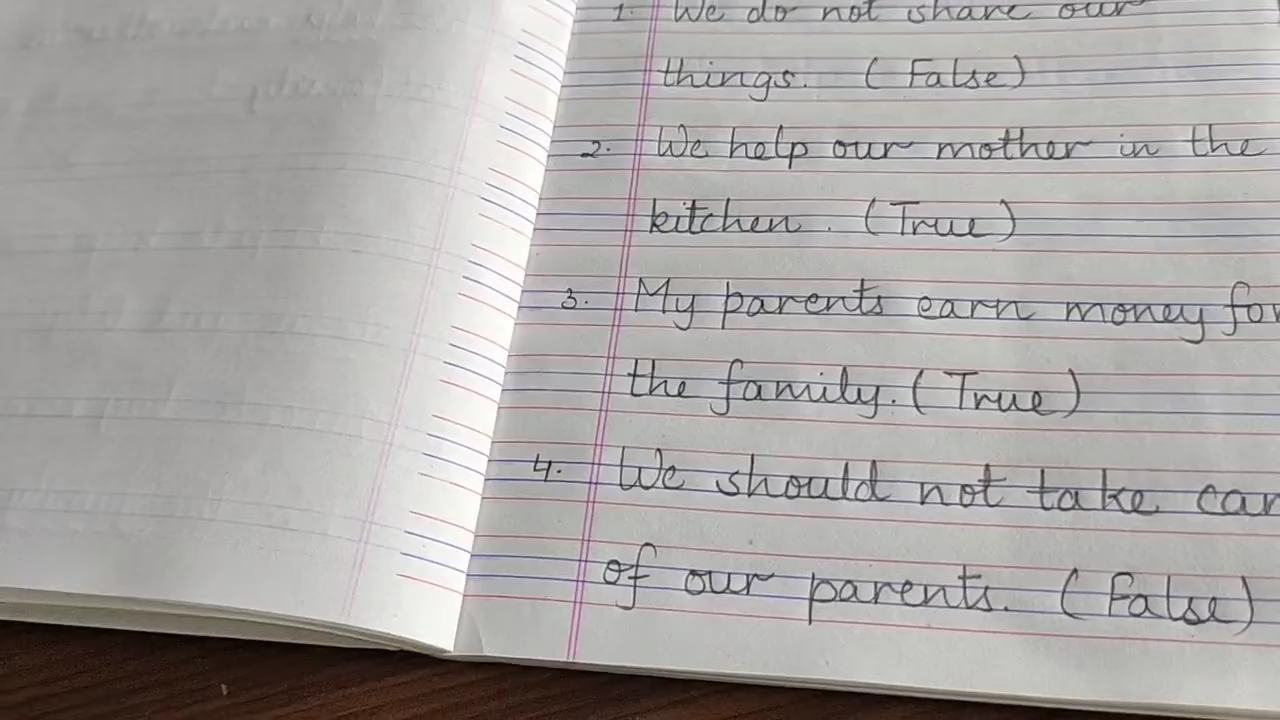 1. We do not share our
things. (False)
2. We help our mother in the
kitchen. (True)
3. My parents earn money for
the family. (True)
4. We should not take car
of our parents. (False)